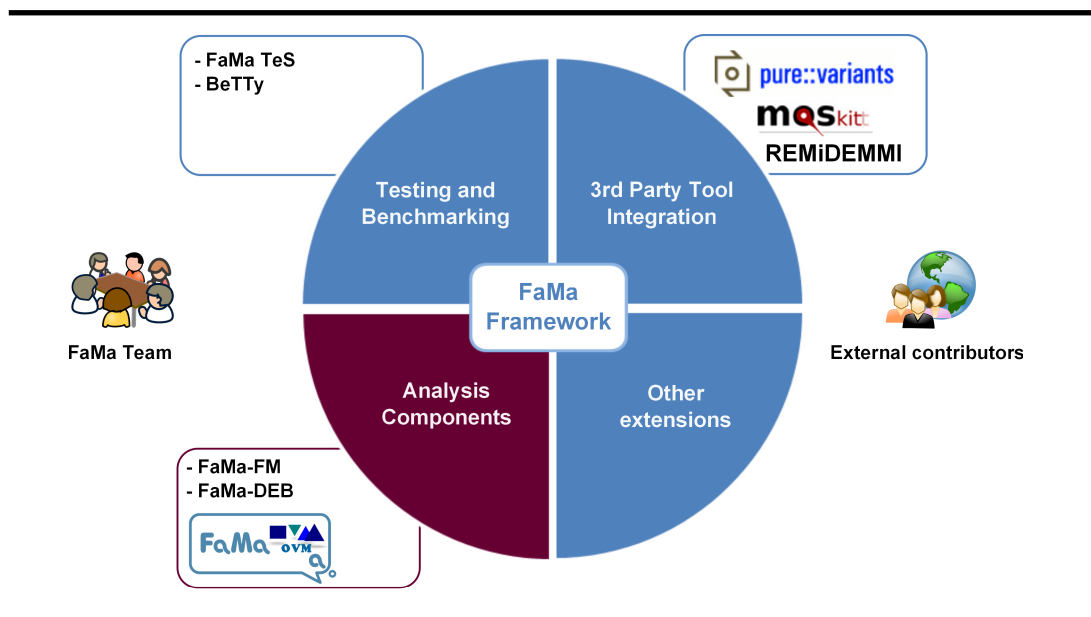 - FaMa TeS
- BeTTy
pure::variants
mosKitt
REMiDEMMI
Testing and
Benchmarking
3rd Party Tool
Integration
FaMa
Framework
FaMa Team
External contributors
Analysis
Components
Other
extensions
- FaMa-FM
- FaMa-DEB
FaMa OVM
a